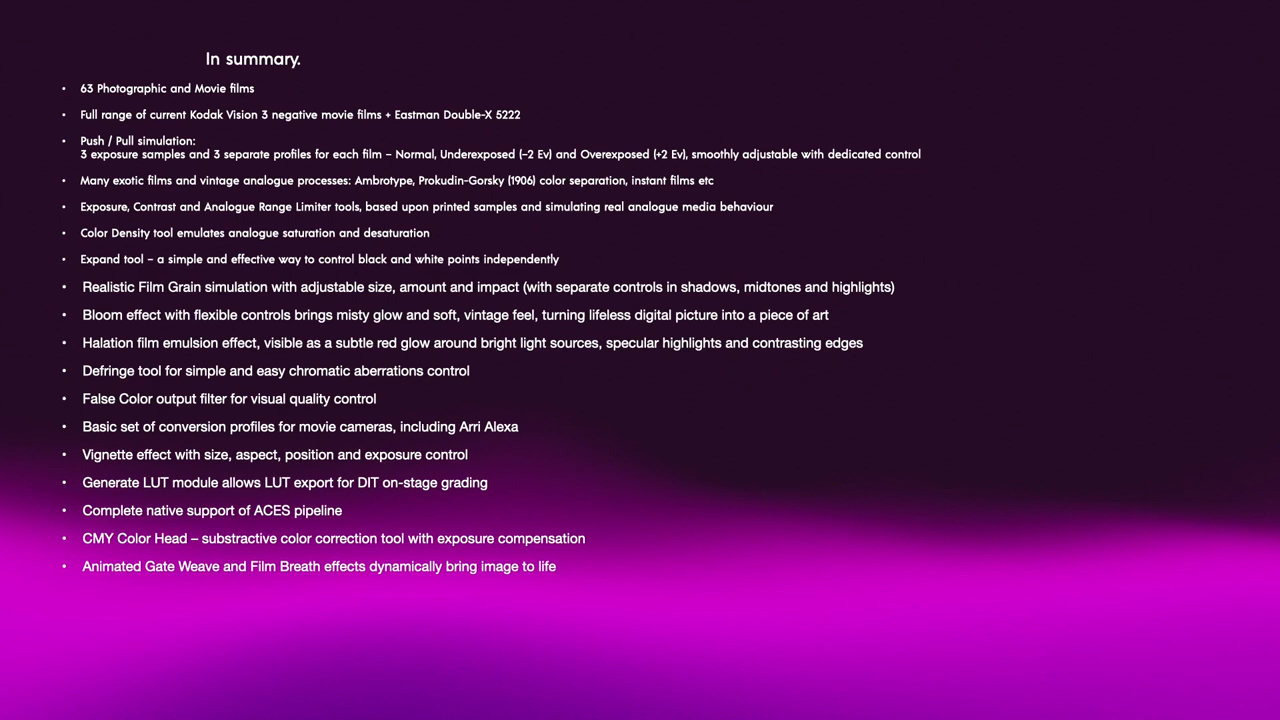 In summary.
• 63 Photographic and Movie films
• Full range of current Kodak Vision 3 negative movie films + Eastman Double-X 5222
• Push / Pull simulation:
3 exposure samples and 3 separate profiles for each film – Normal, Underexposed (-2 Ev) and Overexposed (+2 Ev), smoothly adjustable with dedicated control
• Many exotic films and vintage analogue processes: Ambrotype, Prokudin-Gorsky (1906) color separation, instant films etc
• Exposure, Contrast and Analogue Range Limiter tools, based upon printed samples and simulating real analogue media behaviour
• Color Density tool emulates analogue saturation and desaturation
• Expand tool – a simple and effective way to control black and white points independently
• Realistic Film Grain simulation with adjustable size, amount and impact (with separate controls in shadows, midtones and highlights)
• Bloom effect with flexible controls brings misty glow and soft, vintage feel, turning lifeless digital picture into a piece of art
• Halation film emulsion effect, visible as a subtle red glow around bright light sources, specular highlights and contrasting edges
• Defringe tool for simple and easy chromatic aberrations control
• False Color output filter for visual quality control
• Basic set of conversion profiles for movie cameras, including Arri Alexa
• Vignette effect with size, aspect, position and exposure control
• Generate LUT module allows LUT export for DIT on-stage grading
• Complete native support of ACES pipeline
• CMY Color Head – substractive color correction tool with exposure compensation
• Animated Gate Weave and Film Breath effects dynamically bring image to life